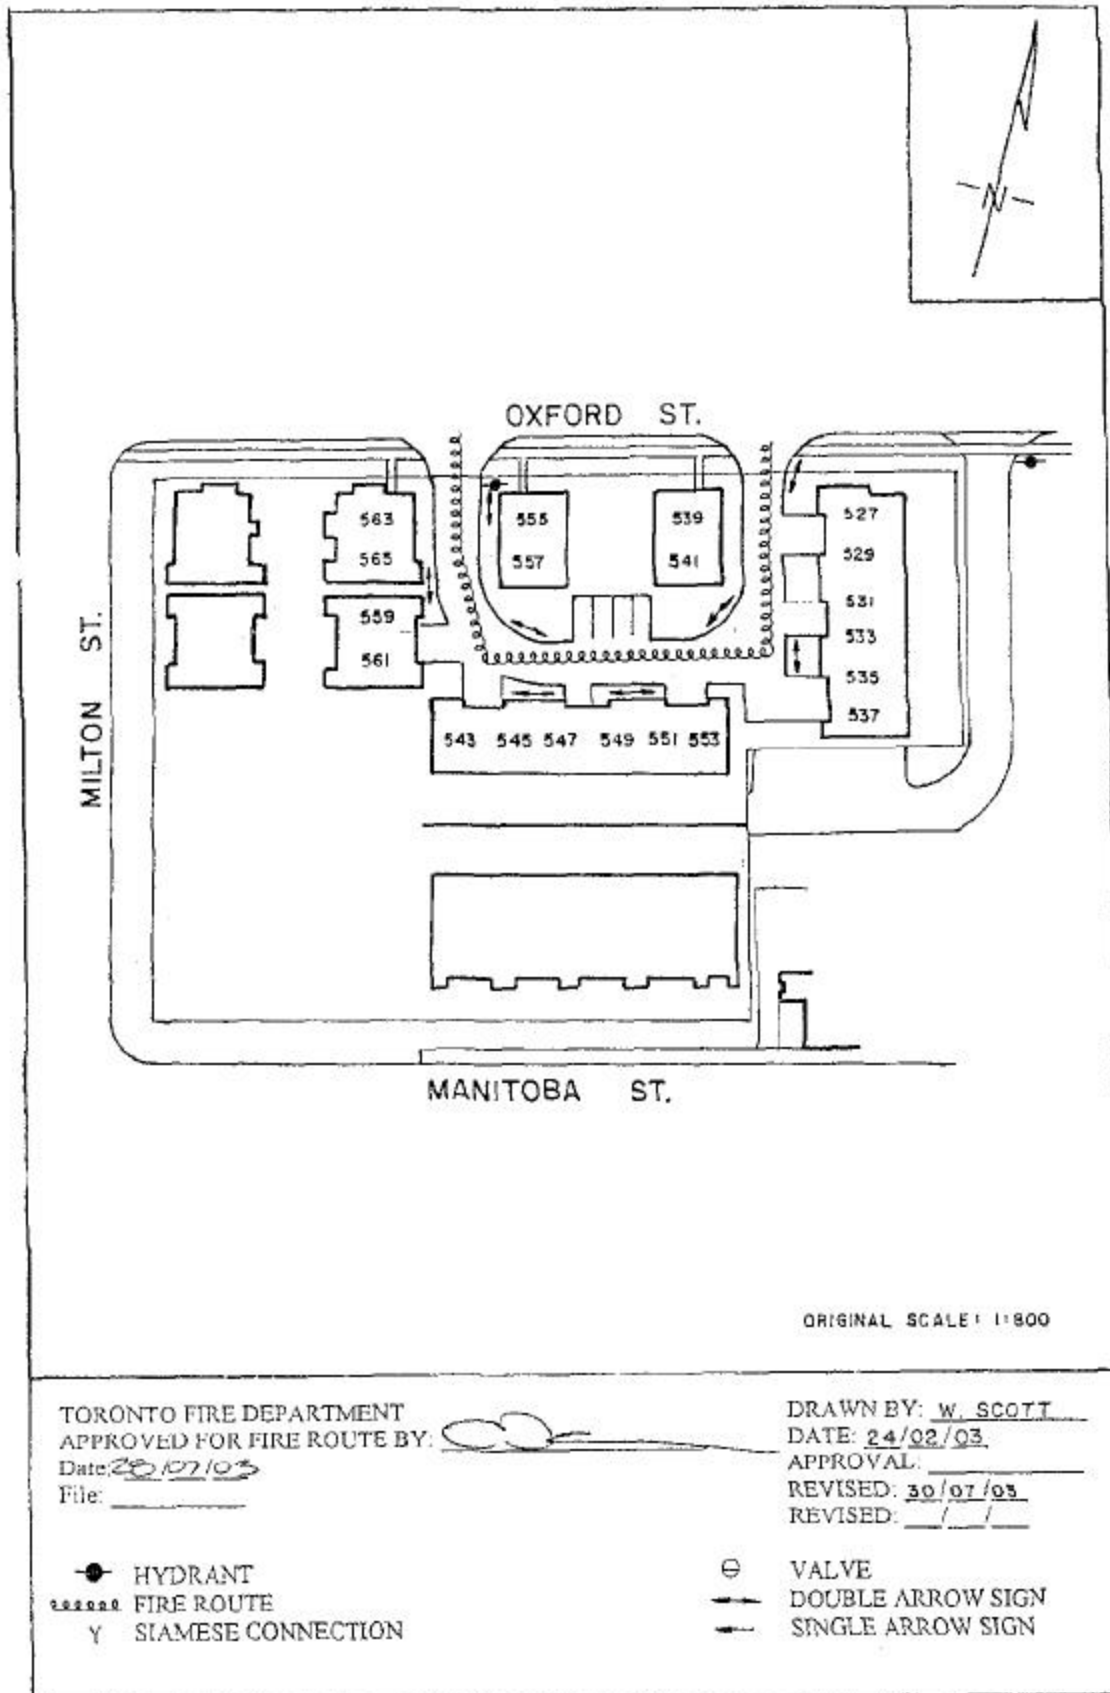 N
OXFORD ST.
563
565
559
561
555
557
539
541
527
529
531
533
535
537
543 545 547 549 551 553
MILTON ST.
MANITOBA ST.
ORIGINAL SCALE: 1:800
TORONTO FIRE DEPARTMENT
APPROVED FOR FIRE ROUTE BY:
Date: 28/07/03
File:
DRAWN BY: W. SCOTT
DATE: 24/02/03
APPROVAL:
REVISED: 30/07/03
REVISED: / /
HYDRANT
FIRE ROUTE
Y SIAMESE CONNECTION
VALVE
DOUBLE ARROW SIGN
SINGLE ARROW SIGN